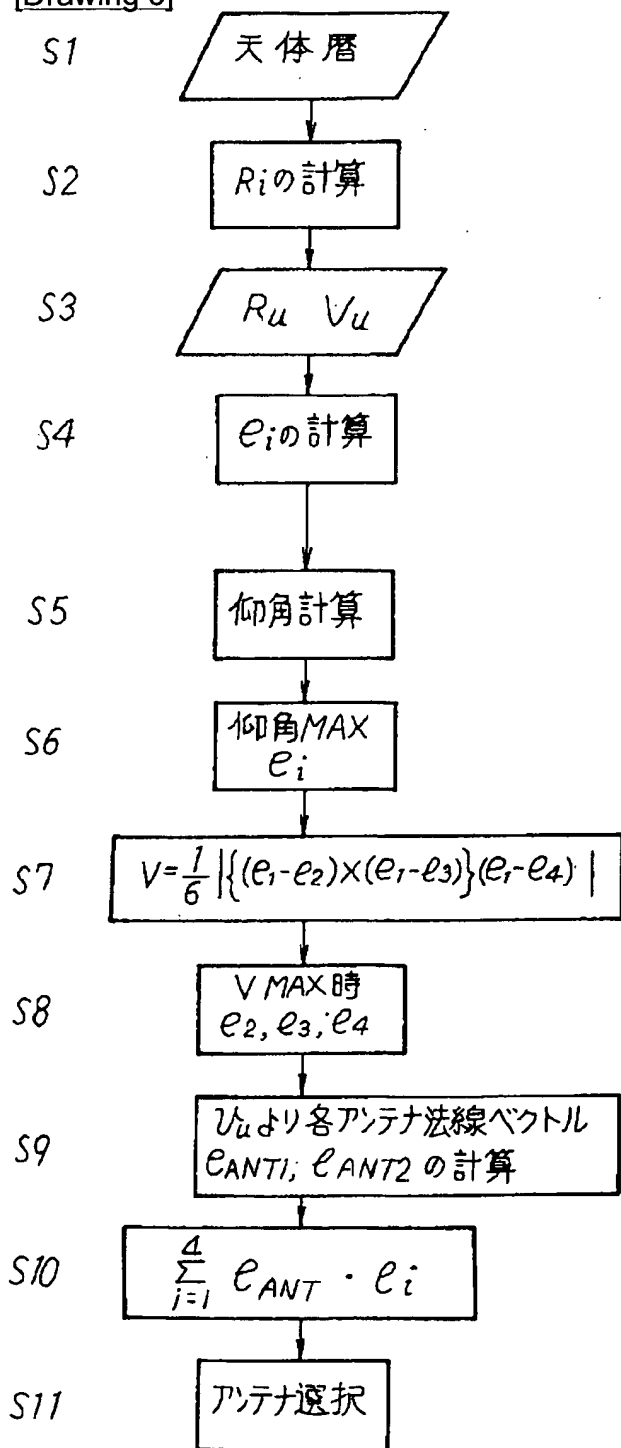 S1 天体暦
S2 Riの計算
S3 Ru Vu
S4 eiの計算
S5 仰角計算
S6 仰角MAX
ei
S7 V=1/6|{(e1-e2)×(e1-e3)}(e1-e4)|
S8 V MAX時
e2, e3, e4
S9 Vuより各アンテナ法線ベクトル
eANT1, eANT2 の計算
S10 4Σi=1 eANT · ei
S11 アンテナ選択